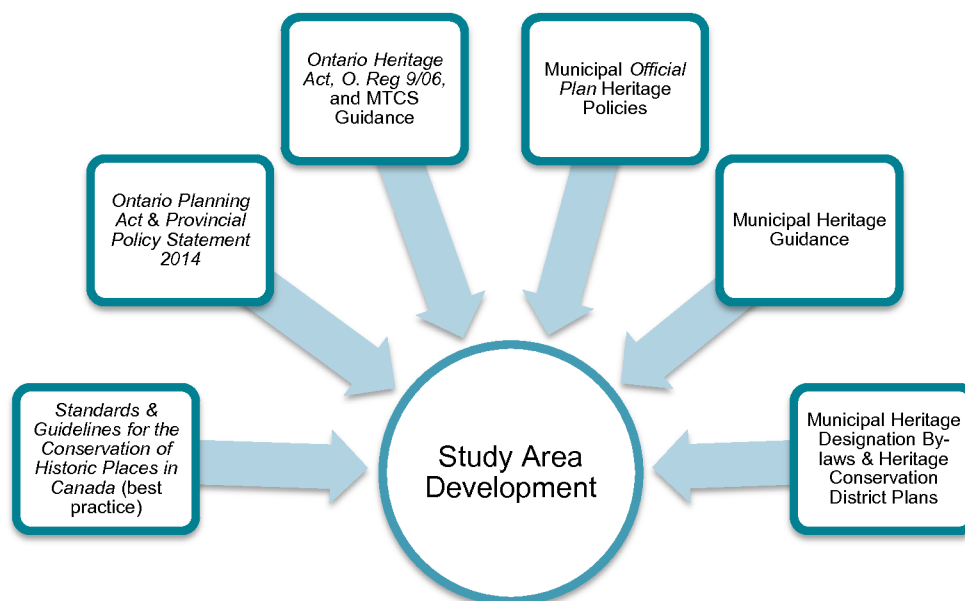 Ontario Heritage
Act, O. Reg 9/06,
and MTCS
Guidance
Municipal Official
Plan Heritage
Policies
Ontario Planning
Act & Provincial
Policy Statement
2014
Municipal Heritage
Guidance
Standards &
Guidelines for the
Conservation of
Historic Places in
Canada (best
practice)
Study Area
Development
Municipal Heritage
Designation By-
laws & Heritage
Conservation
District Plans